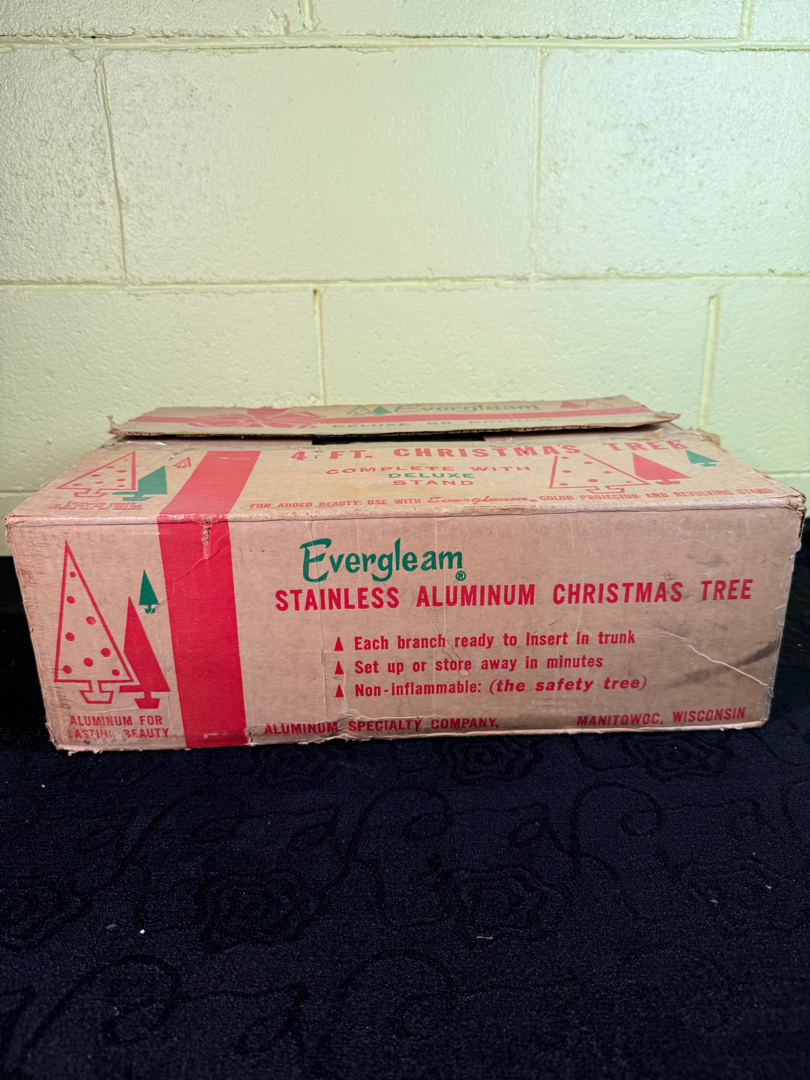 Evergleam
DELUXE
4 FT. CHRISTMAS TREE
COMPLETE WITH
DELUXE
STAND
FOR ADDED BEAUTY: USE WITH Evergleam COLOR PROJECTOR AND REVOLVING STAND
Evergleam®
STAINLESS ALUMINUM CHRISTMAS TREE
Each branch ready to insert in trunk
Set up or store away in minutes
Non-inflammable: (the safety tree)
ALUMINUM FOR
LASTING BEAUTY
ALUMINUM SPECIALTY COMPANY, MANITOWOC, WISCONSIN